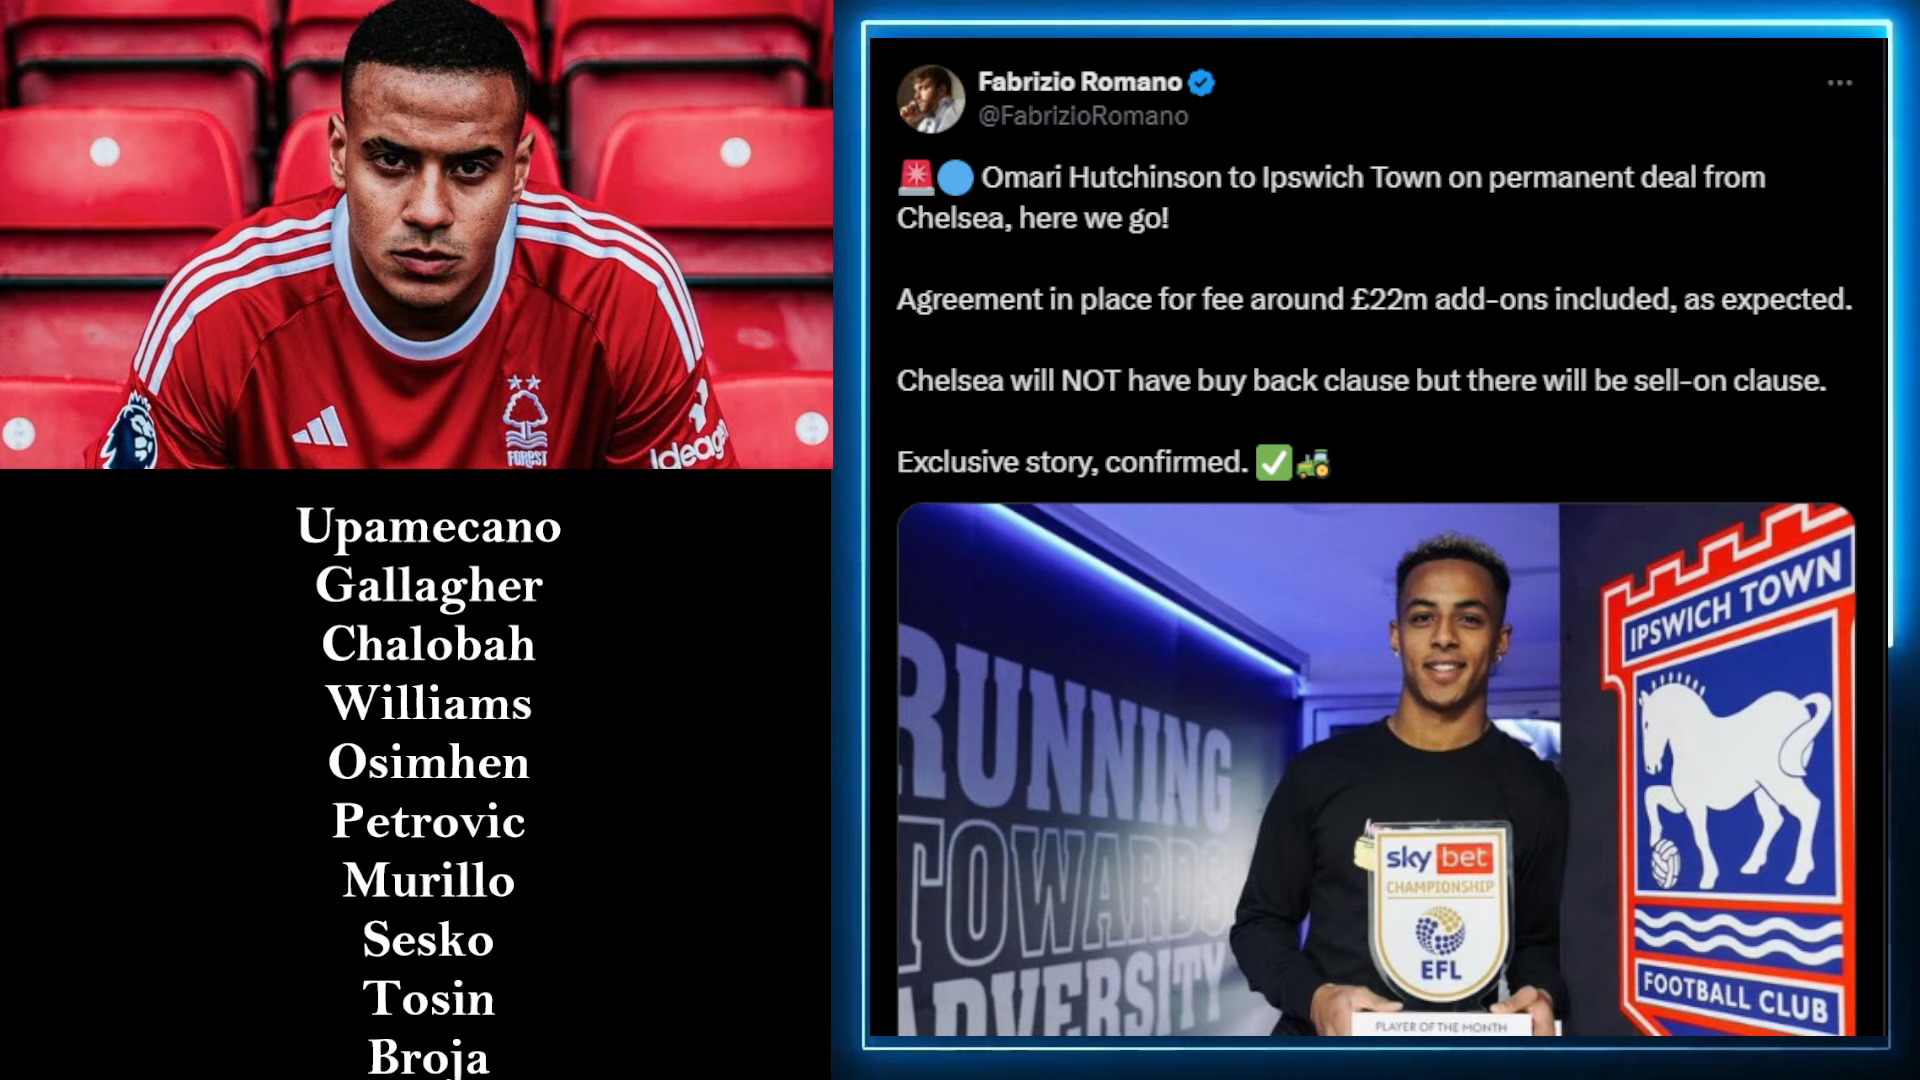 FOREST
Upamecano
Gallagher
Chalobah
Williams
Osimhen
Petrovic
Murillo
Sesko
Tosin
Broja
Fabrizio Romano
@FabrizioRomano
Omari Hutchinson to Ipswich Town on permanent deal from
Chelsea, here we go!
Agreement in place for fee around £22m add-ons included, as expected.
Chelsea will NOT have buy back clause but there will be sell-on clause.
Exclusive story, confirmed.
RUNNING
TOWARDS
ADVERSITY
sky bet
CHAMPIONSHIP
EFL
PLAYER OF THE MONTH
IPSWICH TOWN
FOOTBALL CLUB